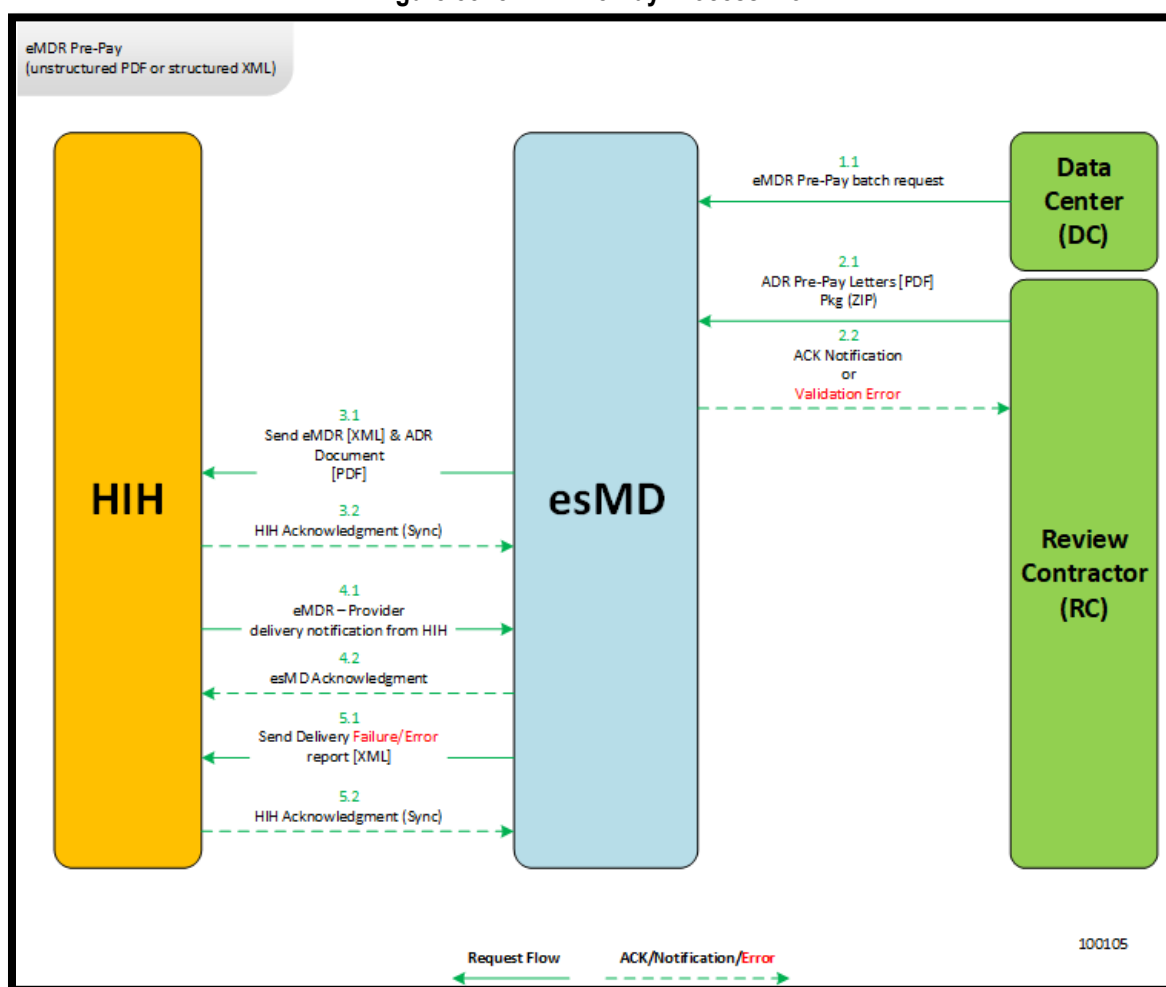 eMDR Pre-Pay
(unstructured PDF or structured XML)
HIH
esMD
Data
Center
(DC)
Review
Contractor
(RC)
1.1
eMDR Pre-Pay batch request
2.1
ADR Pre-Pay Letters [PDF]
Pkg (ZIP)
2.2
ACK Notification
or
Validation Error
3.1
Send eMDR [XML] & ADR
Document
[PDF]
3.2
HIH Acknowledgment (Sync)
4.1
eMDR – Provider
delivery notification from HIH
4.2
esMD Acknowledgment
5.1
Send Delivery Failure/Error
report [XML]
5.2
HIH Acknowledgment (Sync)
100105
Request Flow
ACK/Notification/Error